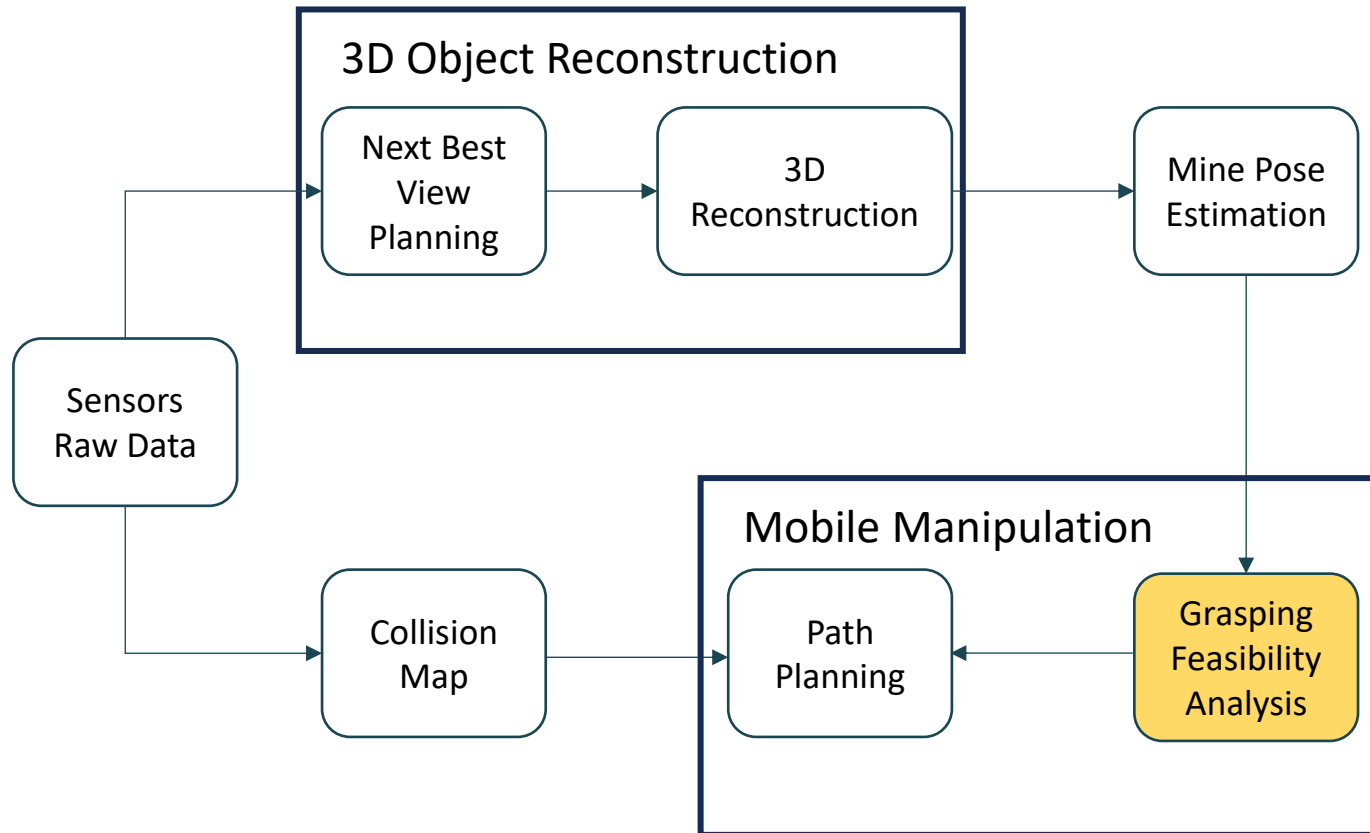 3D Object Reconstruction
Next Best
View
Planning
3D
Reconstruction
Mine Pose
Estimation
Sensors
Raw Data
Mobile Manipulation
Collision
Map
Path
Planning
Grasping
Feasibility
Analysis